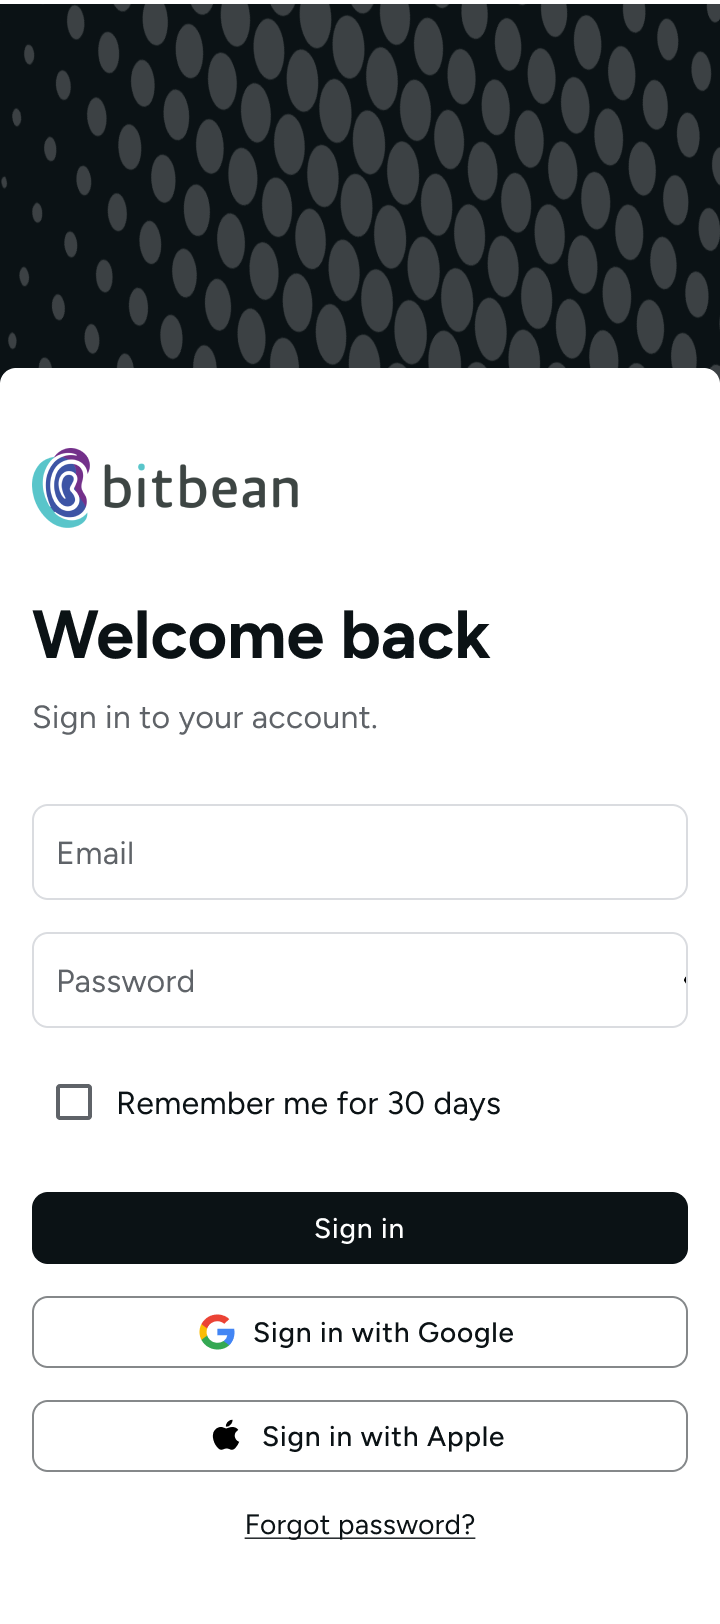 bitbean
Welcome back
Sign in to your account.
Email
Password
Remember me for 30 days
Sign in
Sign in with Google
Sign in with Apple
Forgot password?